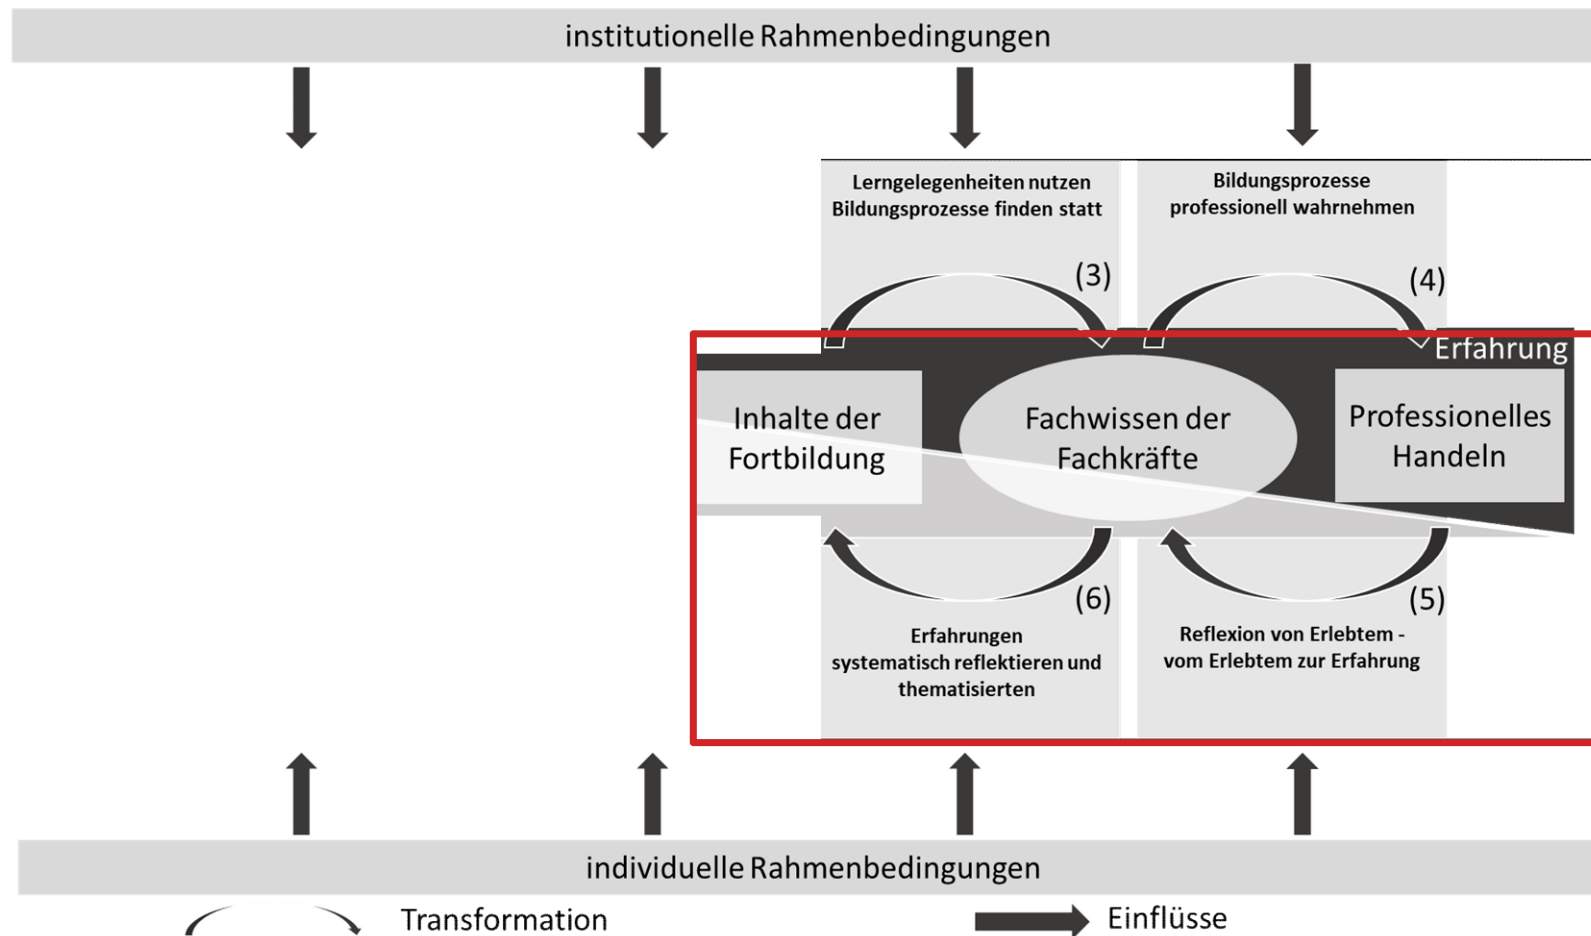 institutionelle Rahmenbedingungen
Lerngelegenheiten nutzen
Bildungsprozesse finden statt
Bildungsprozesse
professionell wahrnehmen
(3)
(4)
Erfahrung
Inhalte der
Fortbildung
Fachwissen der
Fachkräfte
Professionelles
Handeln
(6)
(5)
Erfahrungen
systematisch reflektieren und
thematisierten
Reflexion von Erlebtem -
vom Erlebtem zur Erfahrung
individuelle Rahmenbedingungen
Transformation
Einflüsse